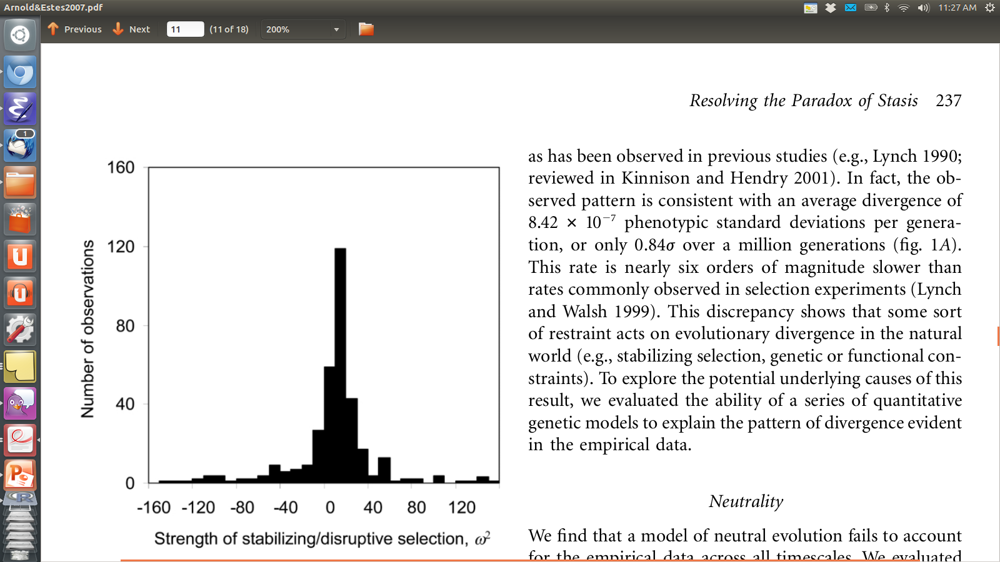 Arnold&Estes2007.pdf
11:27 AM
Previous
Next
11
(11 of 18)
200%
1
Resolving the Paradox of Stasis 237
160
120
80
40
0
Number of observations
-160 -120 -80 -40 0 40 80 120
Strength of stabilizing/disruptive selection, ω²
as has been observed in previous studies (e.g., Lynch 1990;
reviewed in Kinnison and Hendry 2001). In fact, the ob-
served pattern is consistent with an average divergence of
8.42 × 10⁻⁷ phenotypic standard deviations per genera-
tion, or only 0.84σ over a million generations (fig. 1A).
This rate is nearly six orders of magnitude slower than
rates commonly observed in selection experiments (Lynch
and Walsh 1999). This discrepancy shows that some sort
of restraint acts on evolutionary divergence in the natural
world (e.g., stabilizing selection, genetic or functional con-
straints). To explore the potential underlying causes of this
result, we evaluated the ability of a series of quantitative
genetic models to explain the pattern of divergence evident
in the empirical data.
Neutrality
We find that a model of neutral evolution fails to account
for the empirical data across all timescales. We evaluated